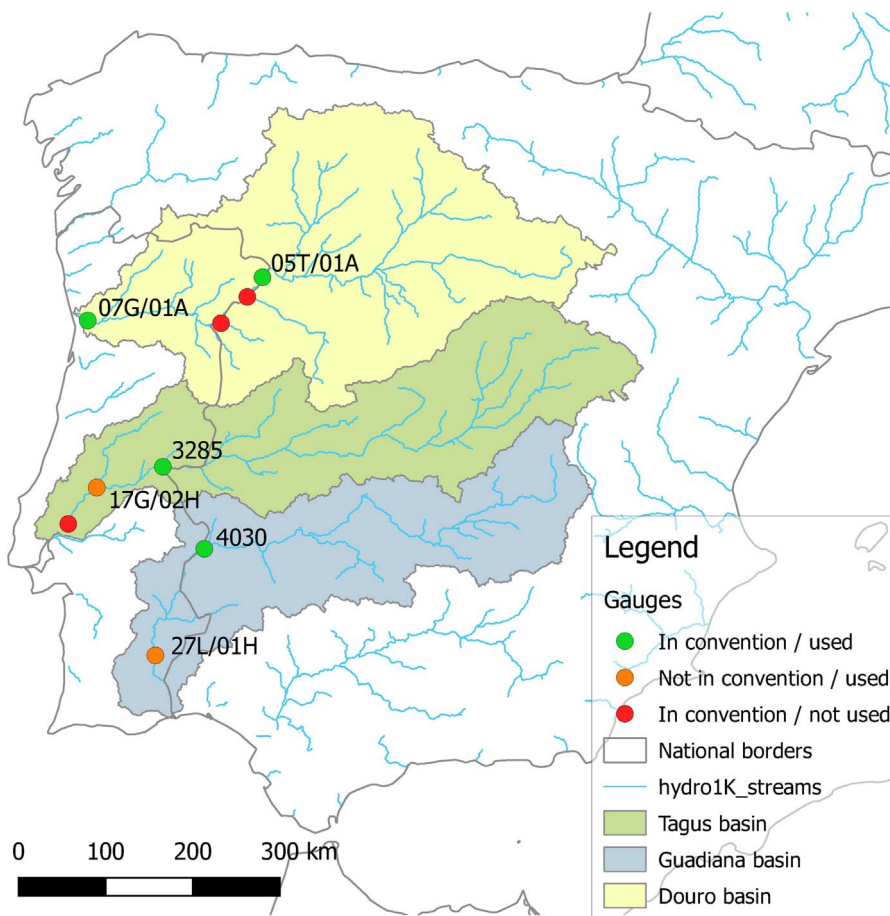 05T/01A
07G/01A
3285
17G/02H
4030
27L/01H
Legend
Gauges
In convention / used
Not in convention / used
In convention / not used
National borders
hydro1K_streams
Tagus basin
Guadiana basin
Douro basin
0 100 200 300 km